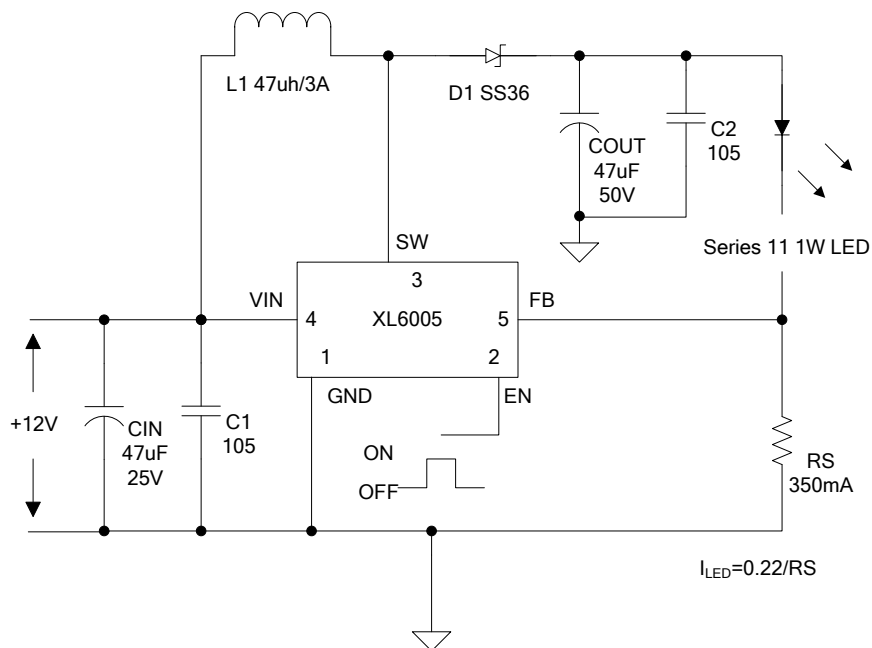 L1 47uh/3A
D1 SS36
COUT
47uF
50V
C2
105
SW
Series 11 1W LED
3
VIN
FB
4
XL6005
5
1
2
GND
EN
+12V
CIN
47uF
25V
C1
105
ON
OFF
RS
350mA
ILED=0.22/RS